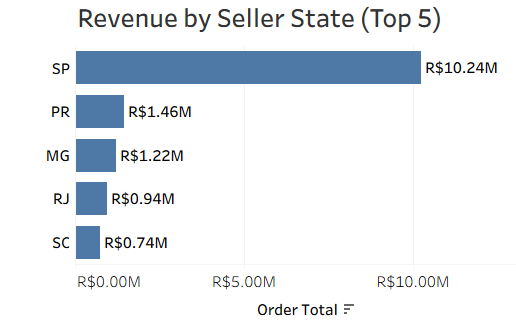 Revenue by Seller State (Top 5)
SP R$10.24M
PR R$1.46M
MG R$1.22M
RJ R$0.94M
SC R$0.74M
R$0.00M R$5.00M R$10.00M
Order Total